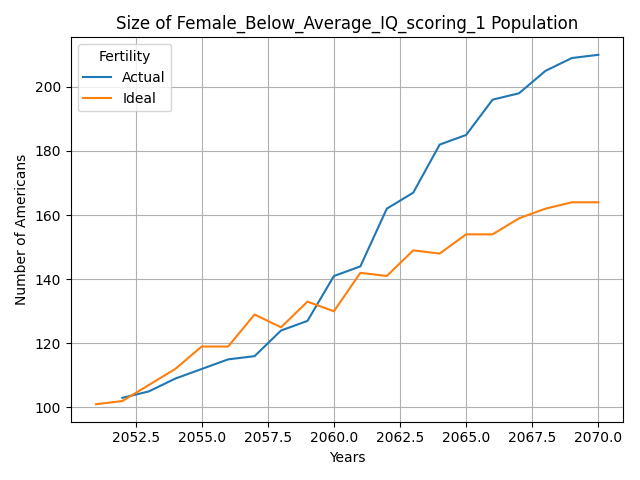 Size of Female_Below_Average_IQ_scoring_1 Population
Fertility
Actual
Ideal
Number of Americans
200
180
160
140
120
100
2052.5 2055.0 2057.5 2060.0 2062.5 2065.0 2067.5 2070.0
Years